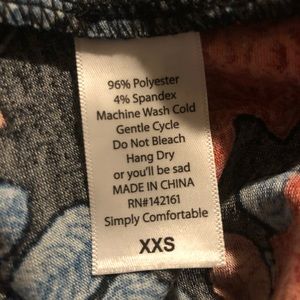 96% Polyester
4% Spandex
Machine Wash Cold
Gentle Cycle
Do Not Bleach
Hang Dry
or you'll be sad
MADE IN CHINA
RN#142161
Simply Comfortable
XXS